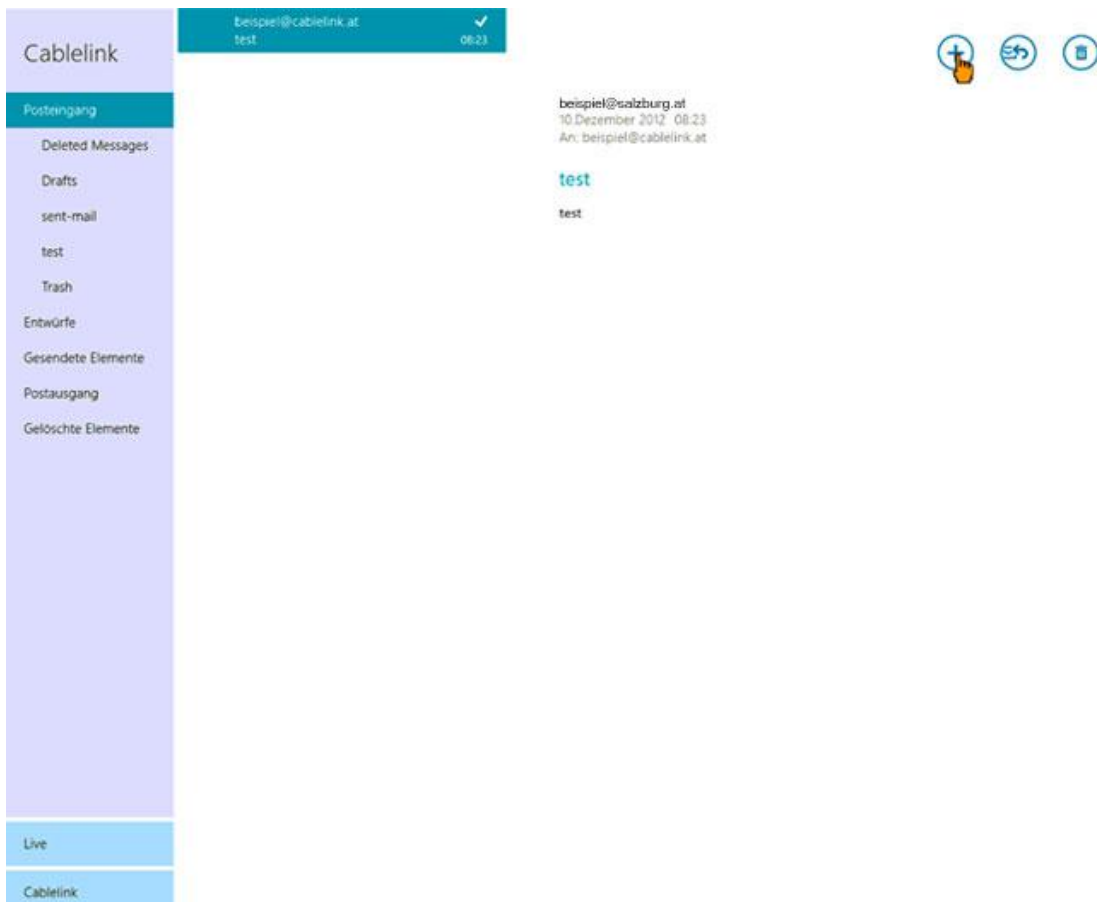 Cablelink
Posteingang
Deleted Messages
Drafts
sent-mail
test
Trash
Entwürfe
Gesendete Elemente
Postausgang
Gelöschte Elemente
Live
Cablelink
beispiel@cablelink.at
test 08:23
beispiel@salzburg.at
10.Dezember 2012 08:23
An: beispiel@cablelink.at
test
test